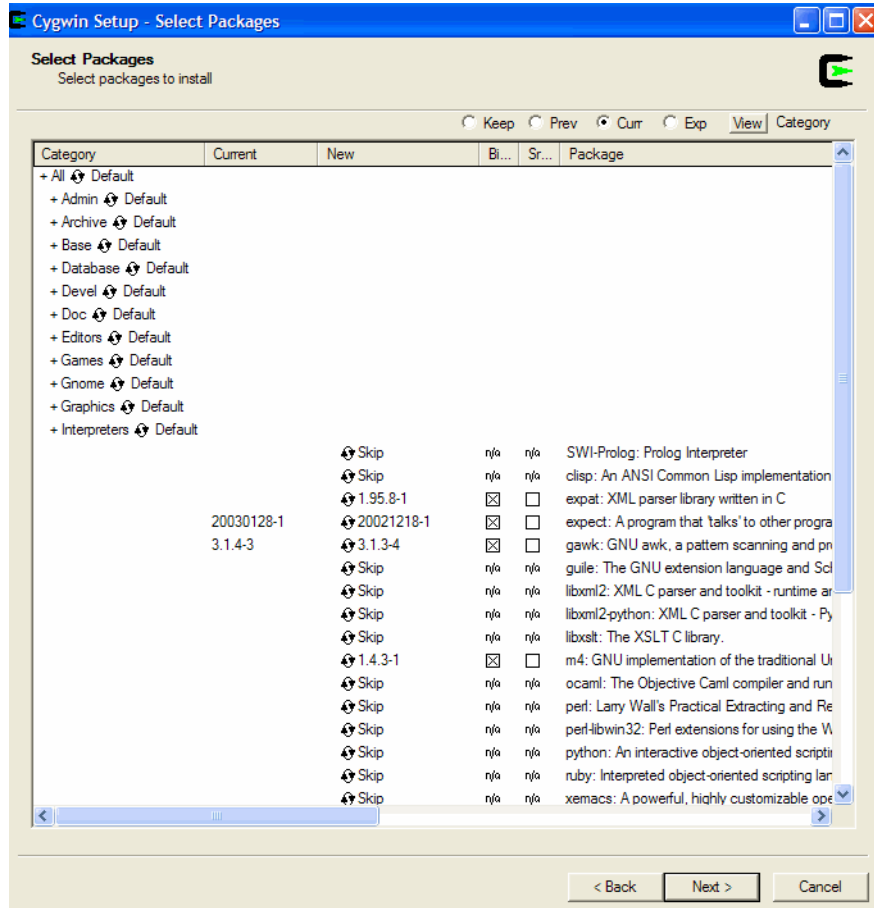 Cygwin Setup - Select Packages
Select Packages
Select packages to install
Keep Prev Curr Exp View Category
Category Current New Bi... Sr... Package
+ All Default
+ Admin Default
+ Archive Default
+ Base Default
+ Database Default
+ Devel Default
+ Doc Default
+ Editors Default
+ Games Default
+ Gnome Default
+ Graphics Default
+ Interpreters Default
Skip n/a n/a SWI-Prolog: Prolog Interpreter
Skip n/a n/a clisp: An ANSI Common Lisp implementation
1.95.8-1 expat: XML parser library written in C
20030128-1 20021218-1 expect: A program that 'talks' to other progra
3.1.4-3 3.1.3-4 gawk: GNU awk, a pattern scanning and pr
Skip n/a n/a guile: The GNU extension language and Sch
Skip n/a n/a libxml2: XML C parser and toolkit - runtime ar
Skip n/a n/a libxml2-python: XML C parser and toolkit - Py
Skip n/a n/a libxslt: The XSLT C library.
1.4.3-1 m4: GNU implementation of the traditional Ur
Skip n/a n/a ocaml: The Objective Caml compiler and run
Skip n/a n/a perl: Larry Wall's Practical Extracting and Re
Skip n/a n/a perl-libwin32: Perl extensions for using the W
Skip n/a n/a python: An interactive object-oriented scriptin
Skip n/a n/a ruby: Interpreted object-oriented scripting lan
Skip n/a n/a xemacs: A powerful, highly customizable ope
< Back Next > Cancel